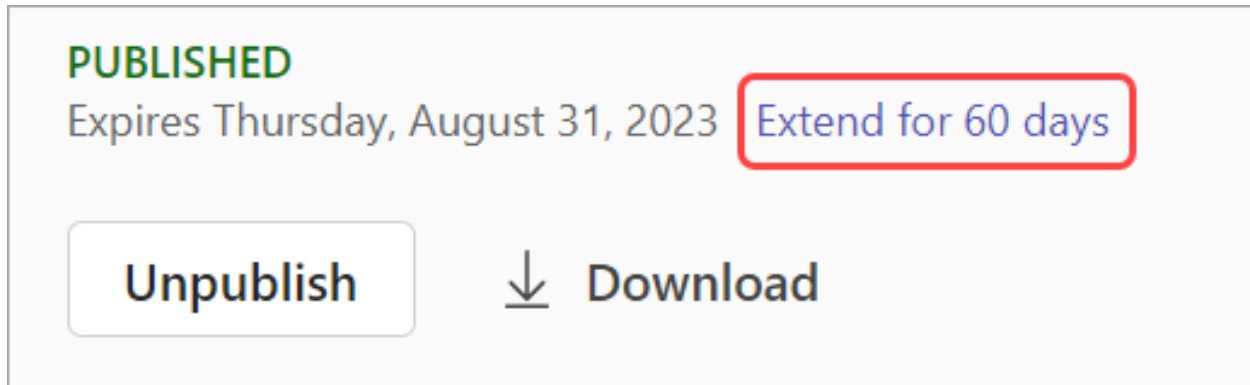 PUBLISHED
Expires Thursday, August 31, 2023 Extend for 60 days
Unpublish Download